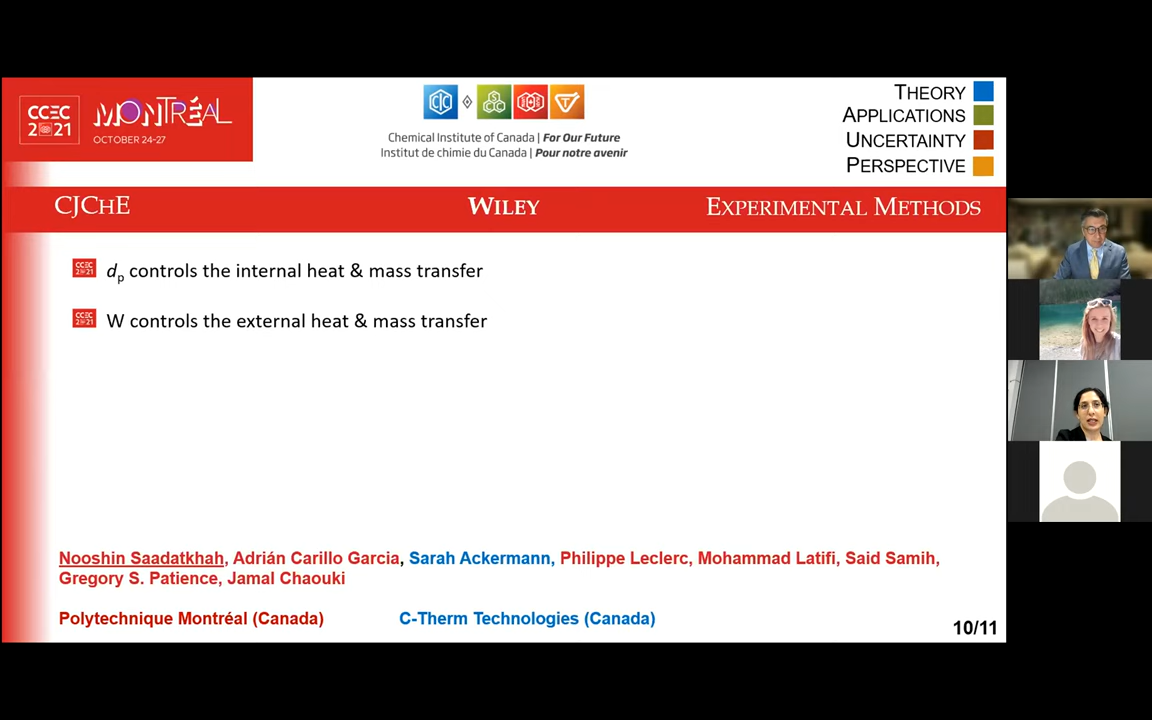 CCEC
2021
MONTRÉAL
OCTOBER 24-27
CIC
Chemical Institute of Canada | For Our Future
Institut de chimie du Canada | Pour notre avenir
THEORY
APPLICATIONS
UNCERTAINTY
PERSPECTIVE
CJCHE
WILEY
EXPERIMENTAL METHODS
dp controls the internal heat & mass transfer
W controls the external heat & mass transfer
Nooshin Saadatkhah, Adrián Carillo Garcia, Sarah Ackermann, Philippe Leclerc, Mohammad Latifi, Said Samih,
Gregory S. Patience, Jamal Chaouki
Polytechnique Montréal (Canada)
C-Therm Technologies (Canada)
10/11